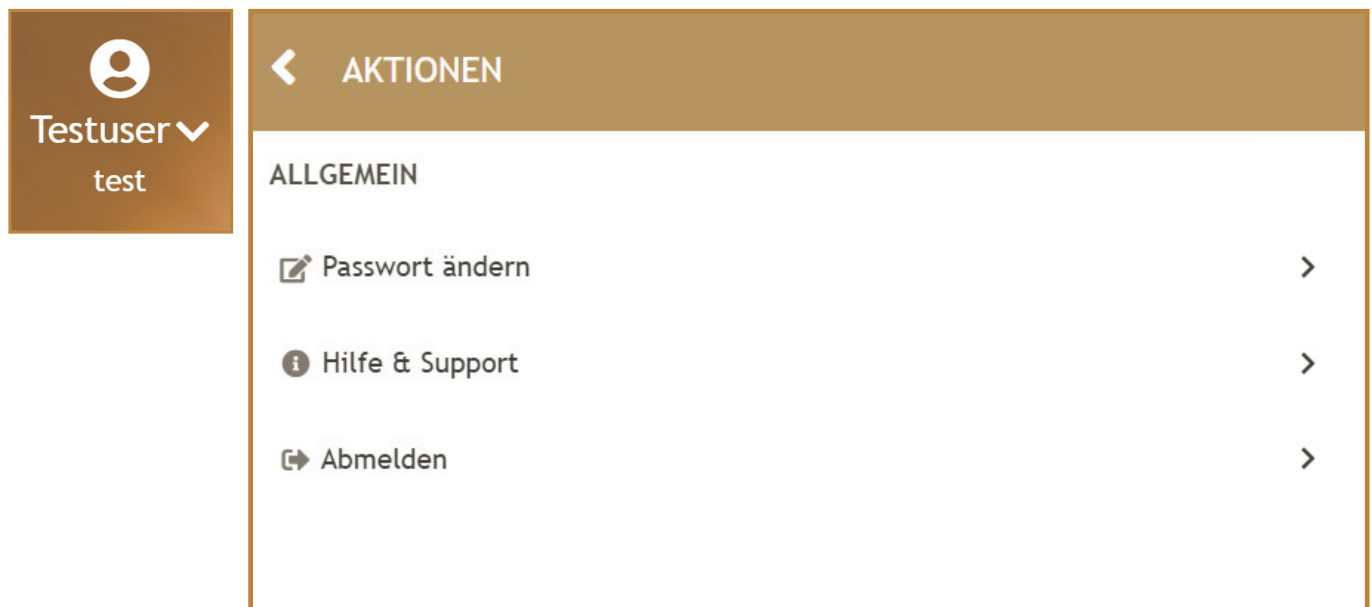 Testuser
test
AKTIONEN
ALLGEMEIN
Passwort ändern
Hilfe & Support
Abmelden